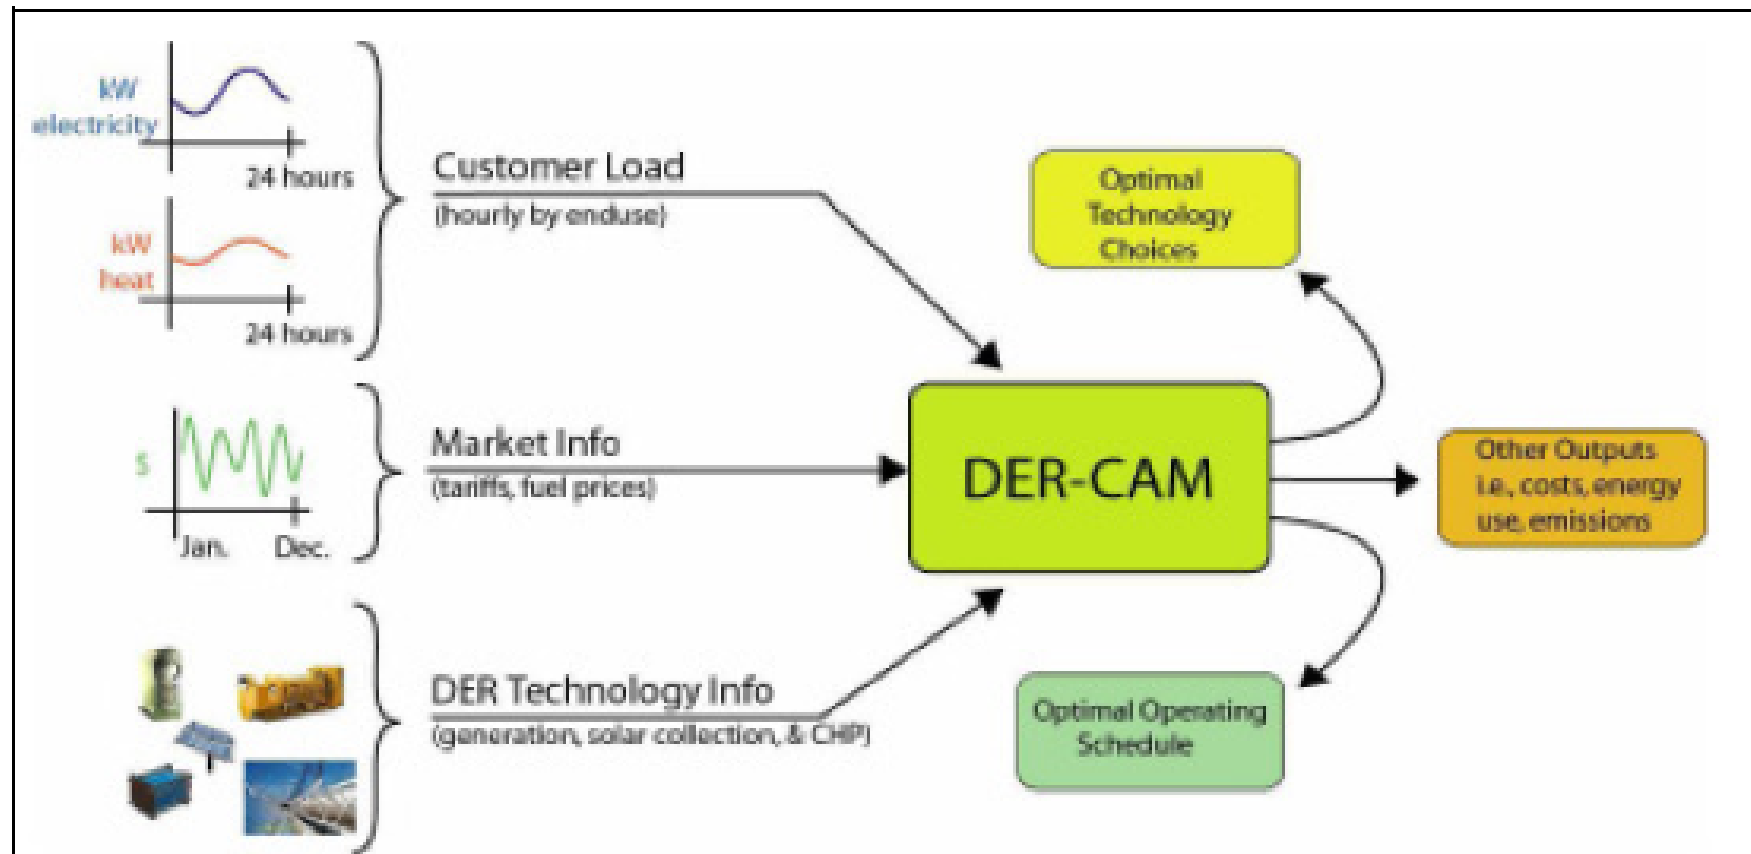 kW
electricity
24 hours
kW
heat
24 hours
Customer Load
(hourly by enduse)
$
Jan. Dec.
Market Info
(tariffs, fuel prices)
DER Technology Info
(generation, solar collection, & CHP)
DER-CAM
Optimal
Technology
Choices
Other Outputs
i.e., costs, energy
use, emissions
Optimal Operating
Schedule